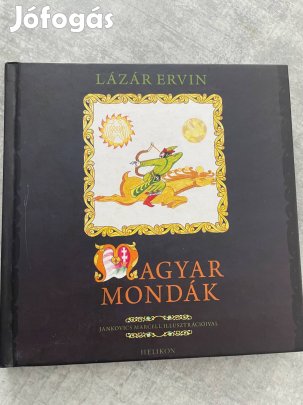 Jófogás
LÁZÁR ERVIN
MAGYAR
MONDÁK
JANKOVICS MARCELL ILLUSZTRÁCIÓIVAL
HELIKON